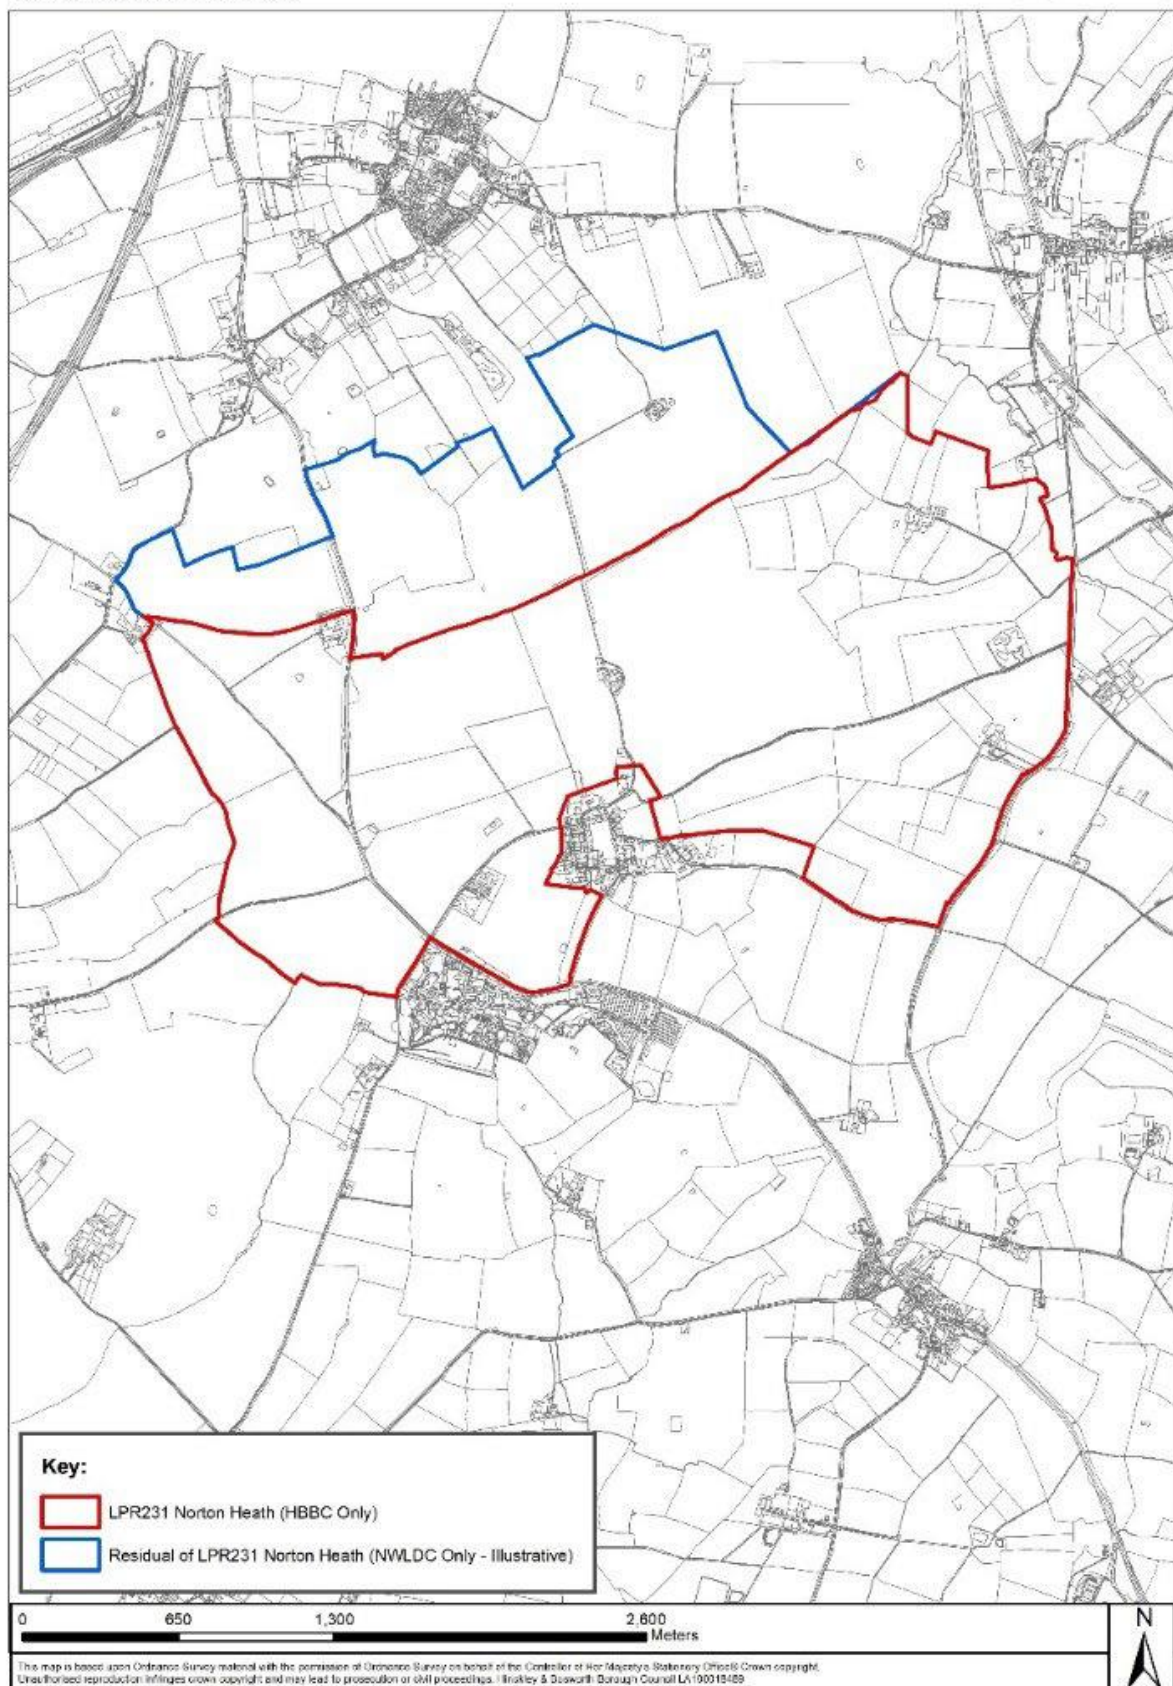 Key:
LPR231 Norton Heath (HBBC Only)
Residual of LPR231 Norton Heath (NWLDC Only - Illustrative)
0 650 1,300 2,600
Meters
N
This map is based upon Ordnance Survey material with the permission of Ordnance Survey on behalf of the Controller of Her Majesty's Stationery Office© Crown copyright.
Unauthorised reproduction infringes crown copyright and may lead to prosecution or civil proceedings. Hinckley & Bosworth Borough Council LA100018489